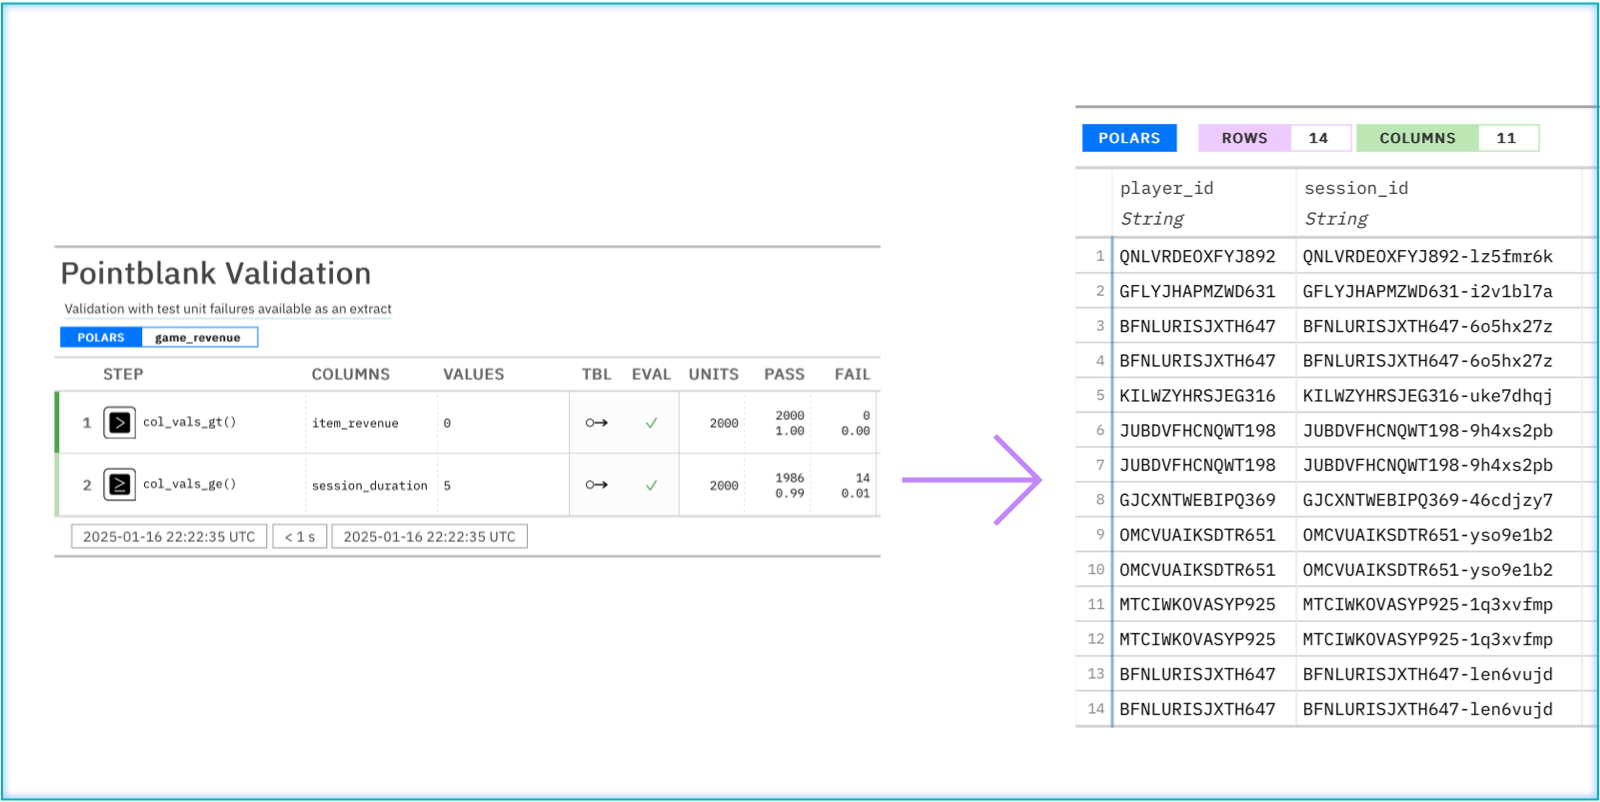 Pointblank Validation
Validation with test unit failures available as an extract
POLARS game_revenue
STEP COLUMNS VALUES TBL EVAL UNITS PASS FAIL
1 col_vals_gt() item_revenue 0 2000 2000 0
1.00 0.00
2 col_vals_ge() session_duration 5 2000 1986 14
0.99 0.01
2025-01-16 22:22:35 UTC < 1 s 2025-01-16 22:22:35 UTC
POLARS ROWS 14 COLUMNS 11
player_id session_id
String String
1 QNLVRDEOXFYJ892 QNLVRDEOXFYJ892-lz5fmr6k
2 GFLYJHAPMZWD631 GFLYJHAPMZWD631-i2v1bl7a
3 BFNLURISJXTH647 BFNLURISJXTH647-6o5hx27z
4 BFNLURISJXTH647 BFNLURISJXTH647-6o5hx27z
5 KILWZYHRSJEG316 KILWZYHRSJEG316-uke7dhqj
6 JUBDVFHCNQWT198 JUBDVFHCNQWT198-9h4xs2pb
7 JUBDVFHCNQWT198 JUBDVFHCNQWT198-9h4xs2pb
8 GJCXNTWEBIPQ369 GJCXNTWEBIPQ369-46cdjzy7
9 OMCVUAIKSDTR651 OMCVUAIKSDTR651-yso9e1b2
10 OMCVUAIKSDTR651 OMCVUAIKSDTR651-yso9e1b2
11 MTCIWKOVASYP925 MTCIWKOVASYP925-1q3xvfmp
12 MTCIWKOVASYP925 MTCIWKOVASYP925-1q3xvfmp
13 BFNLURISJXTH647 BFNLURISJXTH647-len6vujd
14 BFNLURISJXTH647 BFNLURISJXTH647-len6vujd